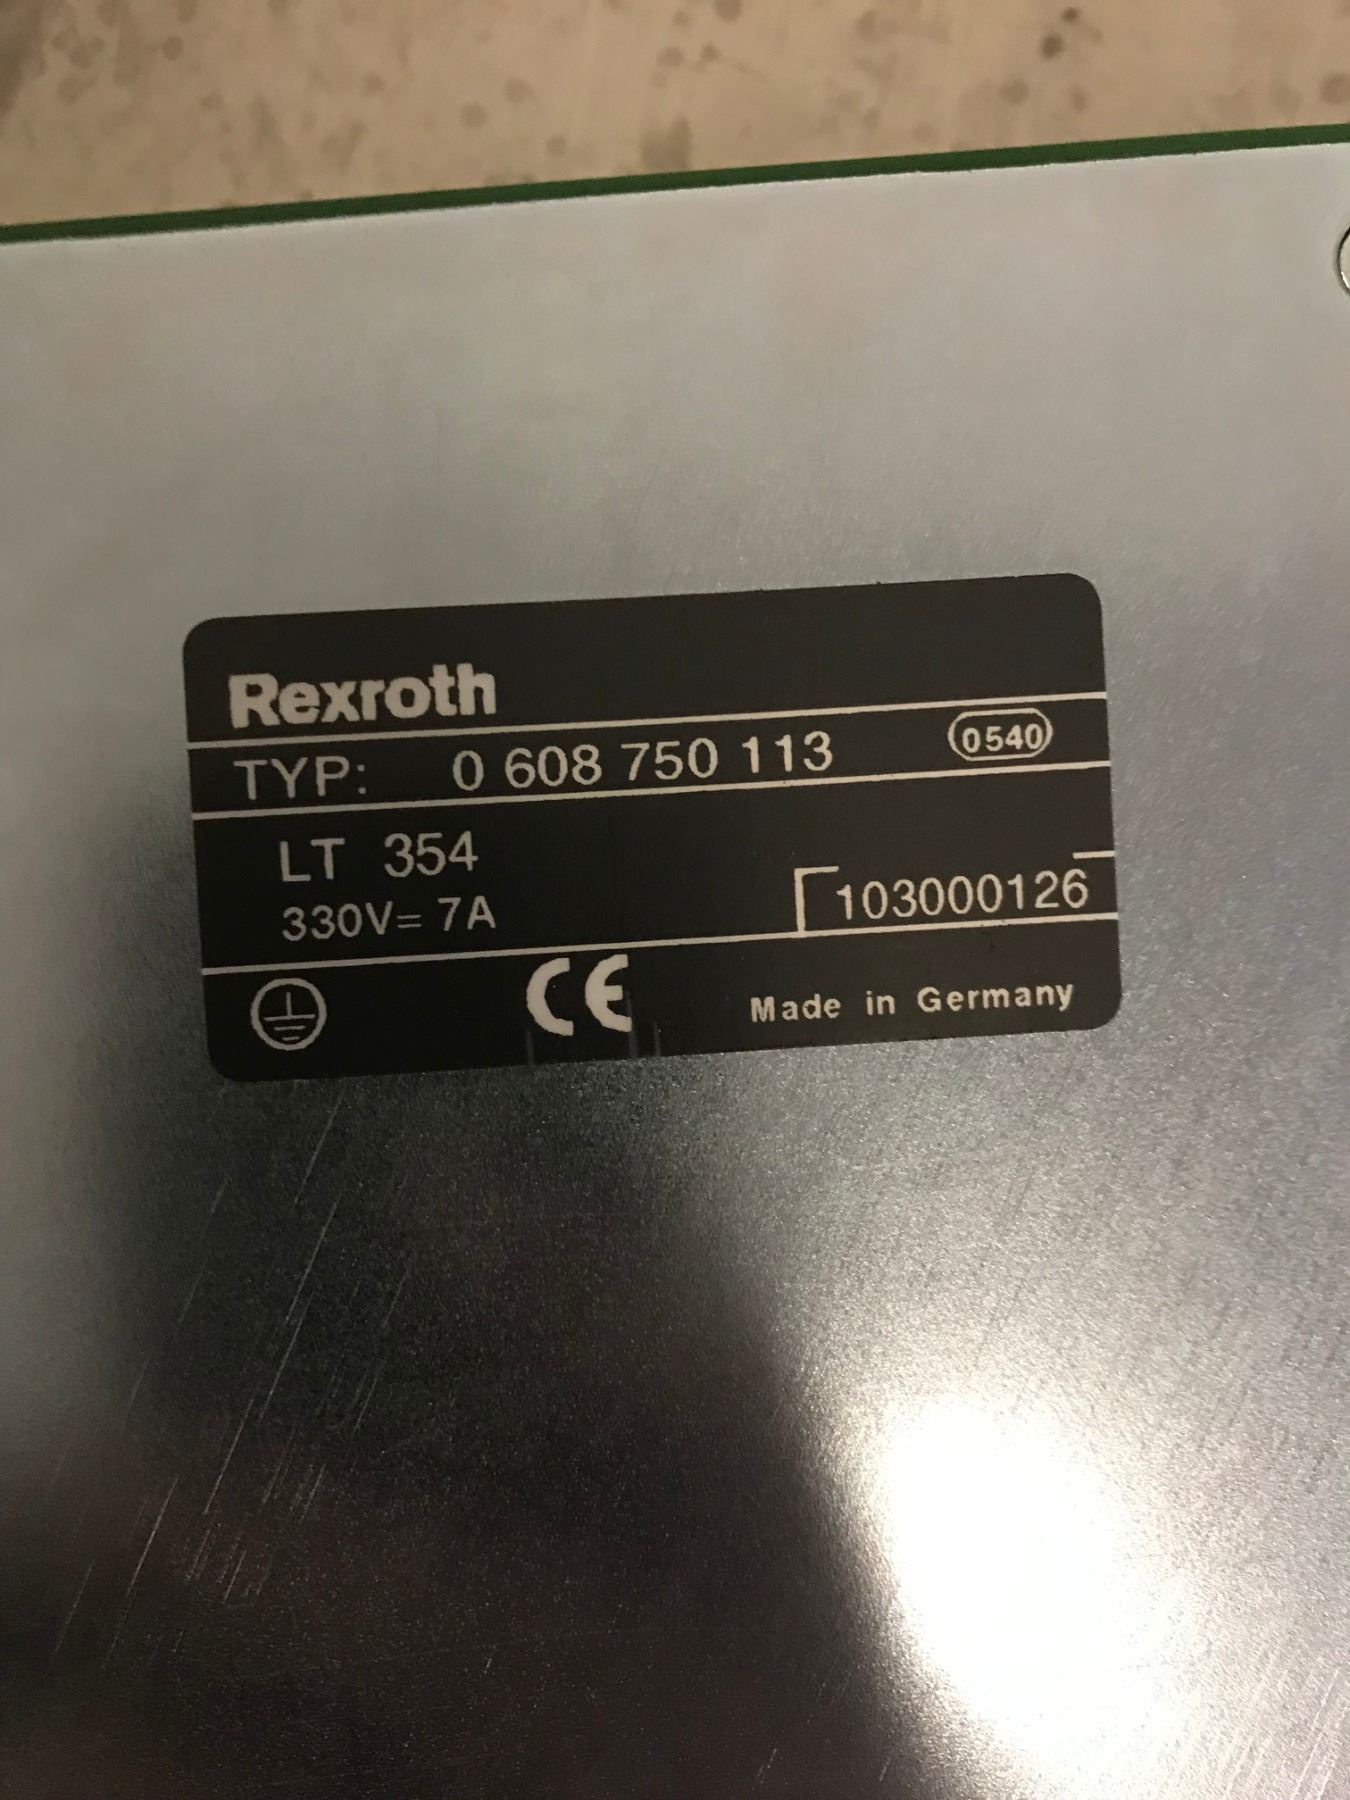 Rexroth
TYP: 0 608 750 113 0540
LT 354
330V= 7A 103000126
CE Made in Germany